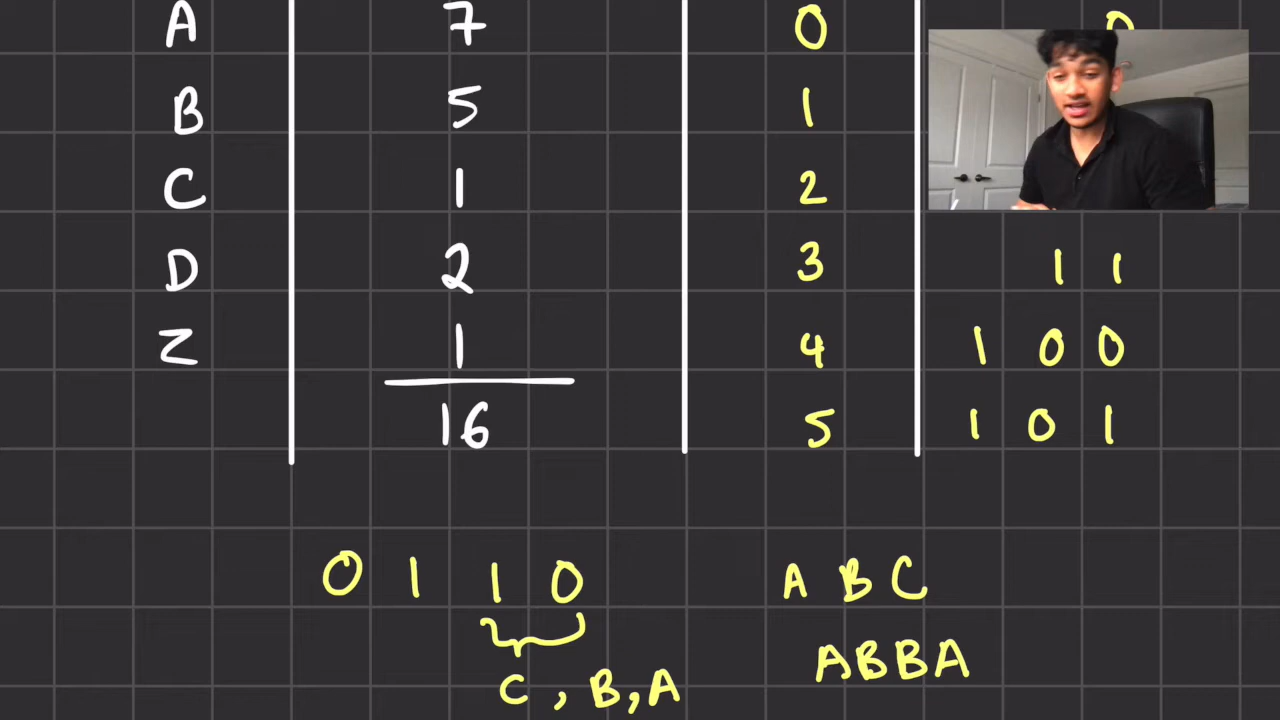 A 7 0 0
B 5 1
C 1 2
D 2 3 1 1
Z 1 4 1 0 0
16 5 1 0 1
0 1 1 0 A B C
ABBA
C , B , A